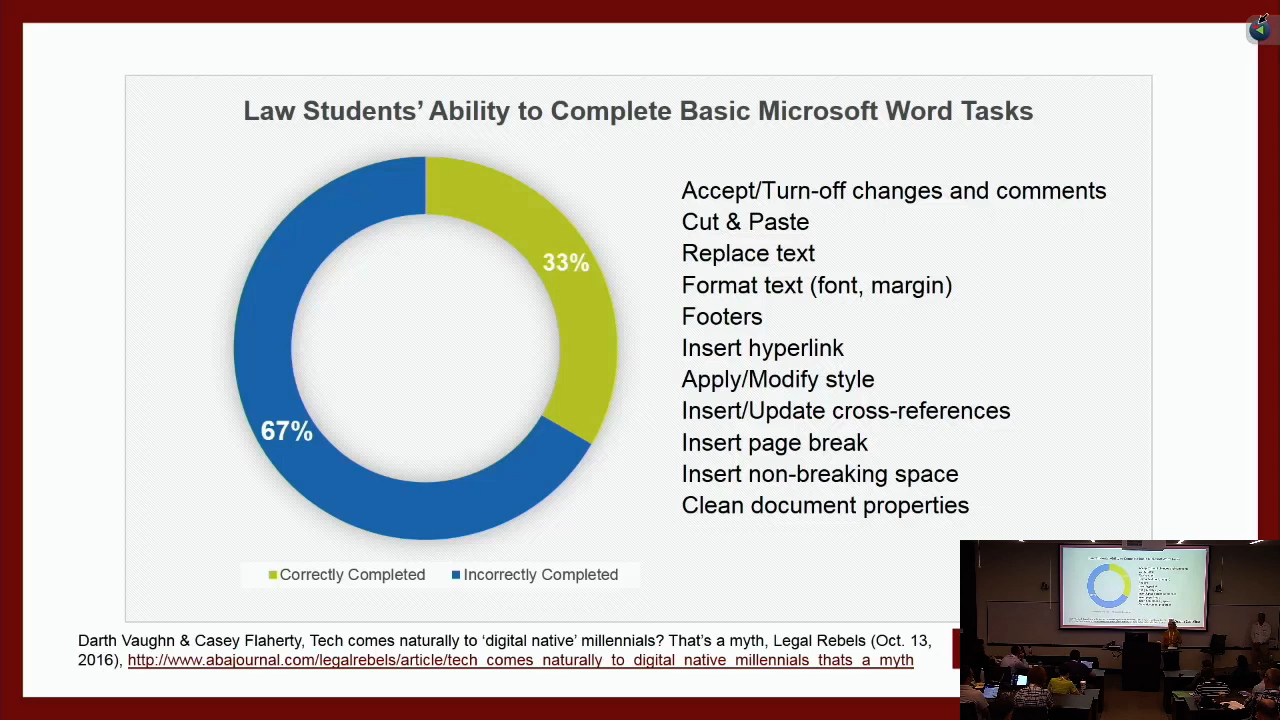 Law Students’ Ability to Complete Basic Microsoft Word Tasks
33%
67%
Correctly Completed
Incorrectly Completed
Accept/Turn-off changes and comments
Cut & Paste
Replace text
Format text (font, margin)
Footers
Insert hyperlink
Apply/Modify style
Insert/Update cross-references
Insert page break
Insert non-breaking space
Clean document properties
Darth Vaughn & Casey Flaherty, Tech comes naturally to ‘digital native’ millennials? That’s a myth, Legal Rebels (Oct. 13,
2016), http://www.abajournal.com/legalrebels/article/tech_comes_naturally_to_digital_native_millennials_thats_a_myth